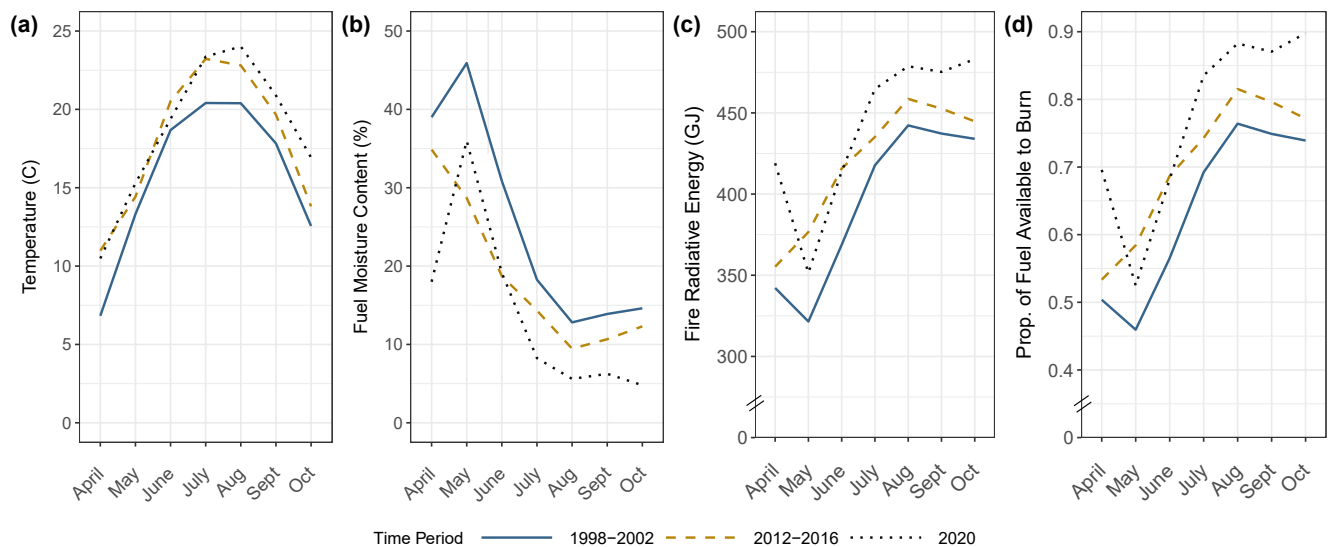 (a)
25
20
15
10
5
0
Temperature (C)
April
May
June
July
Aug
Sept
Oct
(b)
50
40
30
20
10
0
Fuel Moisture Content (%)
April
May
June
July
Aug
Sept
Oct
(c)
500
450
400
350
300
0
Fire Radiative Energy (GJ)
April
May
June
July
Aug
Sept
Oct
(d)
0.9
0.8
0.7
0.6
0.5
0.4
0
Prop. of Fuel Available to Burn
April
May
June
July
Aug
Sept
Oct
Time Period 1998−2002 2012−2016 2020